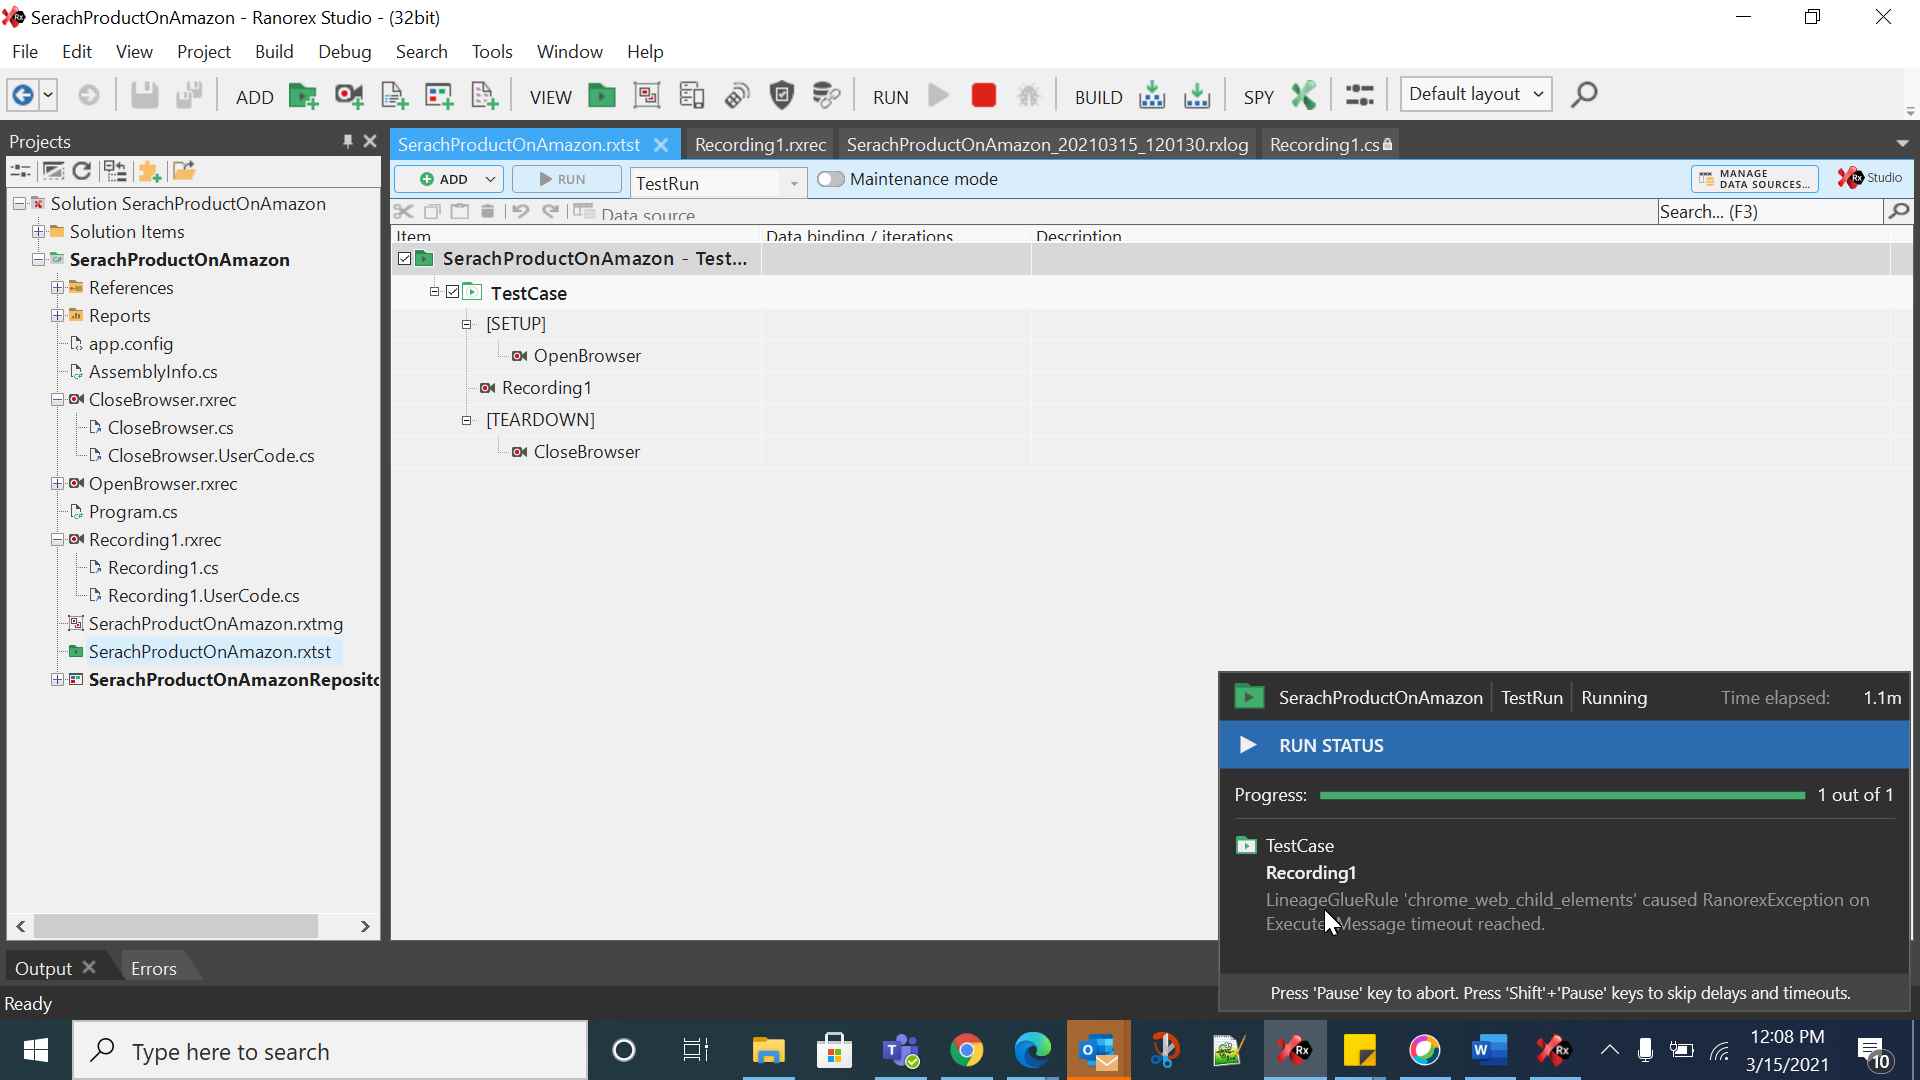 SerachProductOnAmazon - Ranorex Studio - (32bit)
File Edit View Project Build Debug Search Tools Window Help
ADD VIEW RUN BUILD SPY Default layout
Projects
SerachProductOnAmazon.rxtst Recording1.rxrec SerachProductOnAmazon_20210315_120130.rxlog Recording1.cs
ADD RUN TestRun Maintenance mode MANAGE DATA SOURCES... Rx Studio
Data source Search... (F3)
Item Data binding / iterations Description
Solution SerachProductOnAmazon
Solution Items
SerachProductOnAmazon
References
Reports
app.config
AssemblyInfo.cs
CloseBrowser.rxrec
CloseBrowser.cs
CloseBrowser.UserCode.cs
OpenBrowser.rxrec
Program.cs
Recording1.rxrec
Recording1.cs
Recording1.UserCode.cs
SerachProductOnAmazon.rxtmg
SerachProductOnAmazon.rxtst
SerachProductOnAmazonReposito
SerachProductOnAmazon - Test...
TestCase
[SETUP]
OpenBrowser
Recording1
[TEARDOWN]
CloseBrowser
SerachProductOnAmazon TestRun Running Time elapsed: 1.1m
RUN STATUS
Progress: 1 out of 1
TestCase
Recording1
LineageGlueRule 'chrome_web_child_elements' caused RanorexException on
Execute Message timeout reached.
Press 'Pause' key to abort. Press 'Shift'+'Pause' keys to skip delays and timeouts.
Output Errors
Ready
Type here to search
12:08 PM
3/15/2021
10